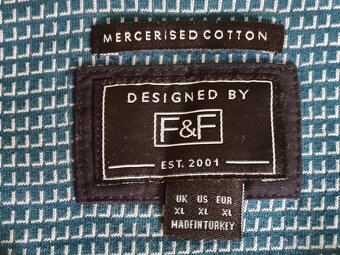 MERCERISED COTTON
DESIGNED BY
F&F
EST. 2001
UK US EUR
XL XL XL
MADE IN TURKEY